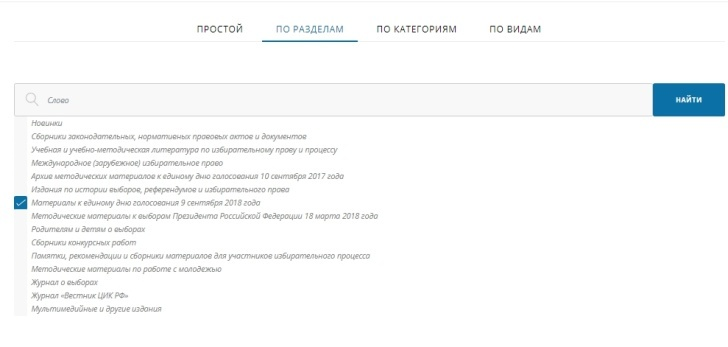 ПРОСТОЙ ПО РАЗДЕЛАМ ПО КАТЕГОРИЯМ ПО ВИДАМ
Слова НАЙТИ
Новинки
Сборники законодательных, нормативных правовых актов и документов
Учебная и учебно-методическая литература по избирательному праву и процессу
Международное (зарубежное) избирательное право
Архив методических материалов к единому дню голосования 10 сентября 2017 года
Издания по истории выборов, референдумов и избирательного права
Материалы к единому дню голосования 9 сентября 2018 года
Методические материалы к выборам Президента Российской Федерации 18 марта 2018 года
Родителям и детям о выборах
Сборники конкурсных работ
Памятки, рекомендации и сборники материалов для участников избирательного процесса
Методические материалы по работе с молодежью
Журнал о выборах
Журнал «Вестник ЦИК РФ»
Мультимедийные и другие издания